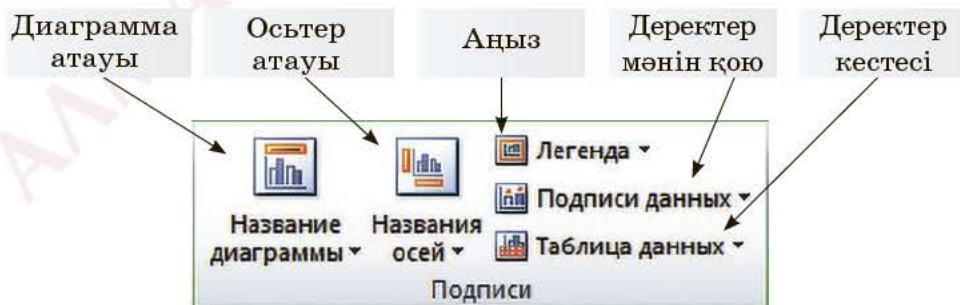 Диаграмма
атауы
Осьтер
атауы
Аңыз
Деректер
мәнін қою
Деректер
кестесі
Название
диаграммы
Названия
осей
Легенда
Подписи данных
Таблица данных
Подписи